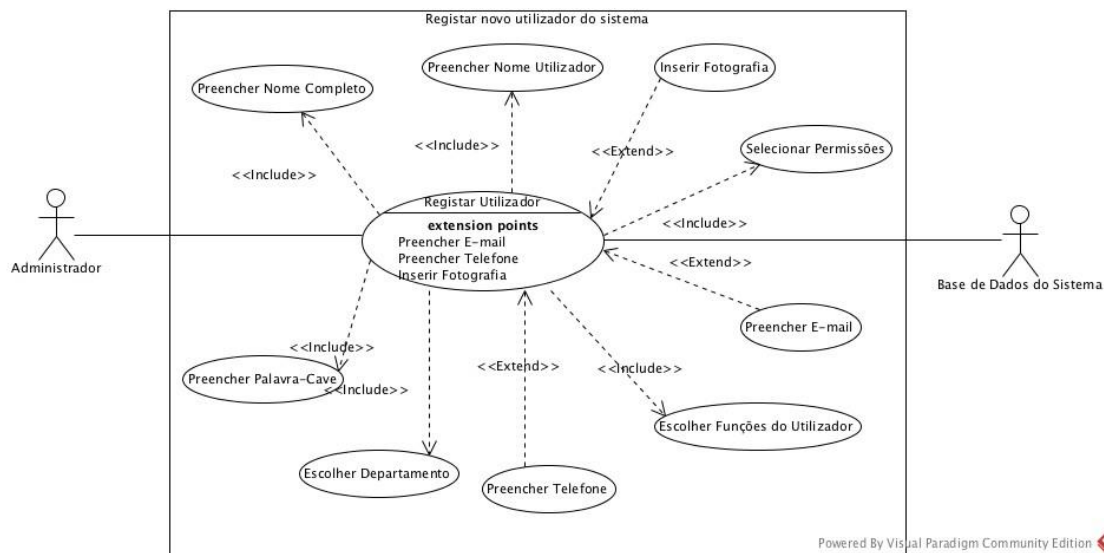 Registar novo utilizador do sistema
Preencher Nome Utilizador
Inserir Fotografia
Preencher Nome Completo
<<Include>>
<<Extend>>
Selecionar Permissões
<<Include>>
Registar Utilizador
<<Include>>
extension points
Preencher E-mail
Preencher Telefone
Inserir Fotografia
<<Extend>>
Administrador
Base de Dados do Sistema
Preencher E-mail
<<Include>>
<<Extend>>
<<Include>>
Preencher Palavra-Cave
<<Include>>
Escolher Funções do Utilizador
Escolher Departamento
Preencher Telefone
Powered By Visual Paradigm Community Edition